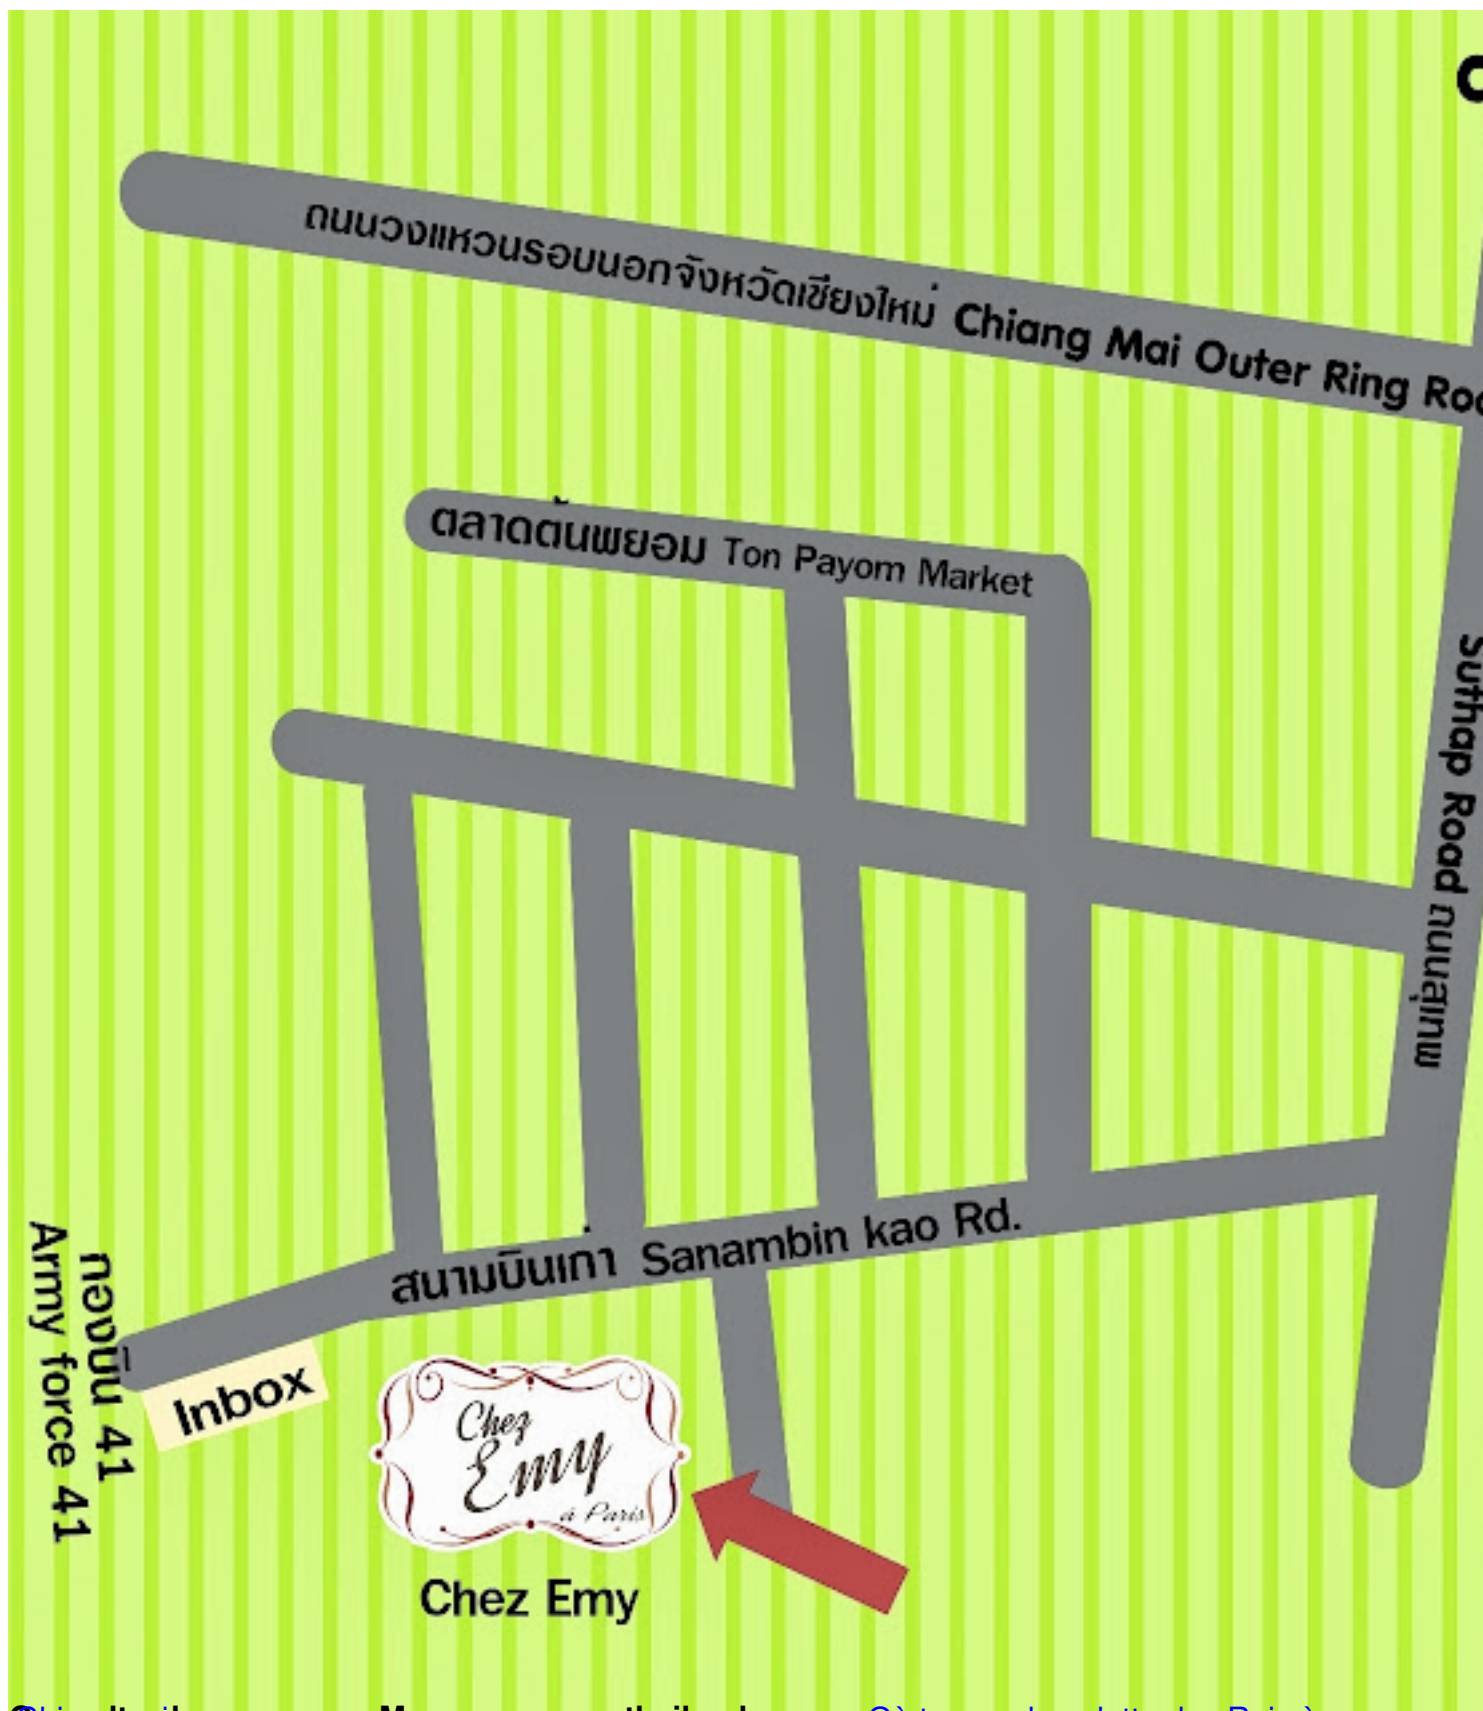 ถนนวงแหวนรอบนอกจังหวัดเชียงใหม่ Chiang Mai Outer Ring
ตลาดต้นพยอม Ton Payom Market
Suthap Road ถนนสุเทพ
สนามบินเก่า Sanambin kao Rd.
กองบิน 41
Army force 41
Inbox
Chez
Emy
à Paris
Chez Emy